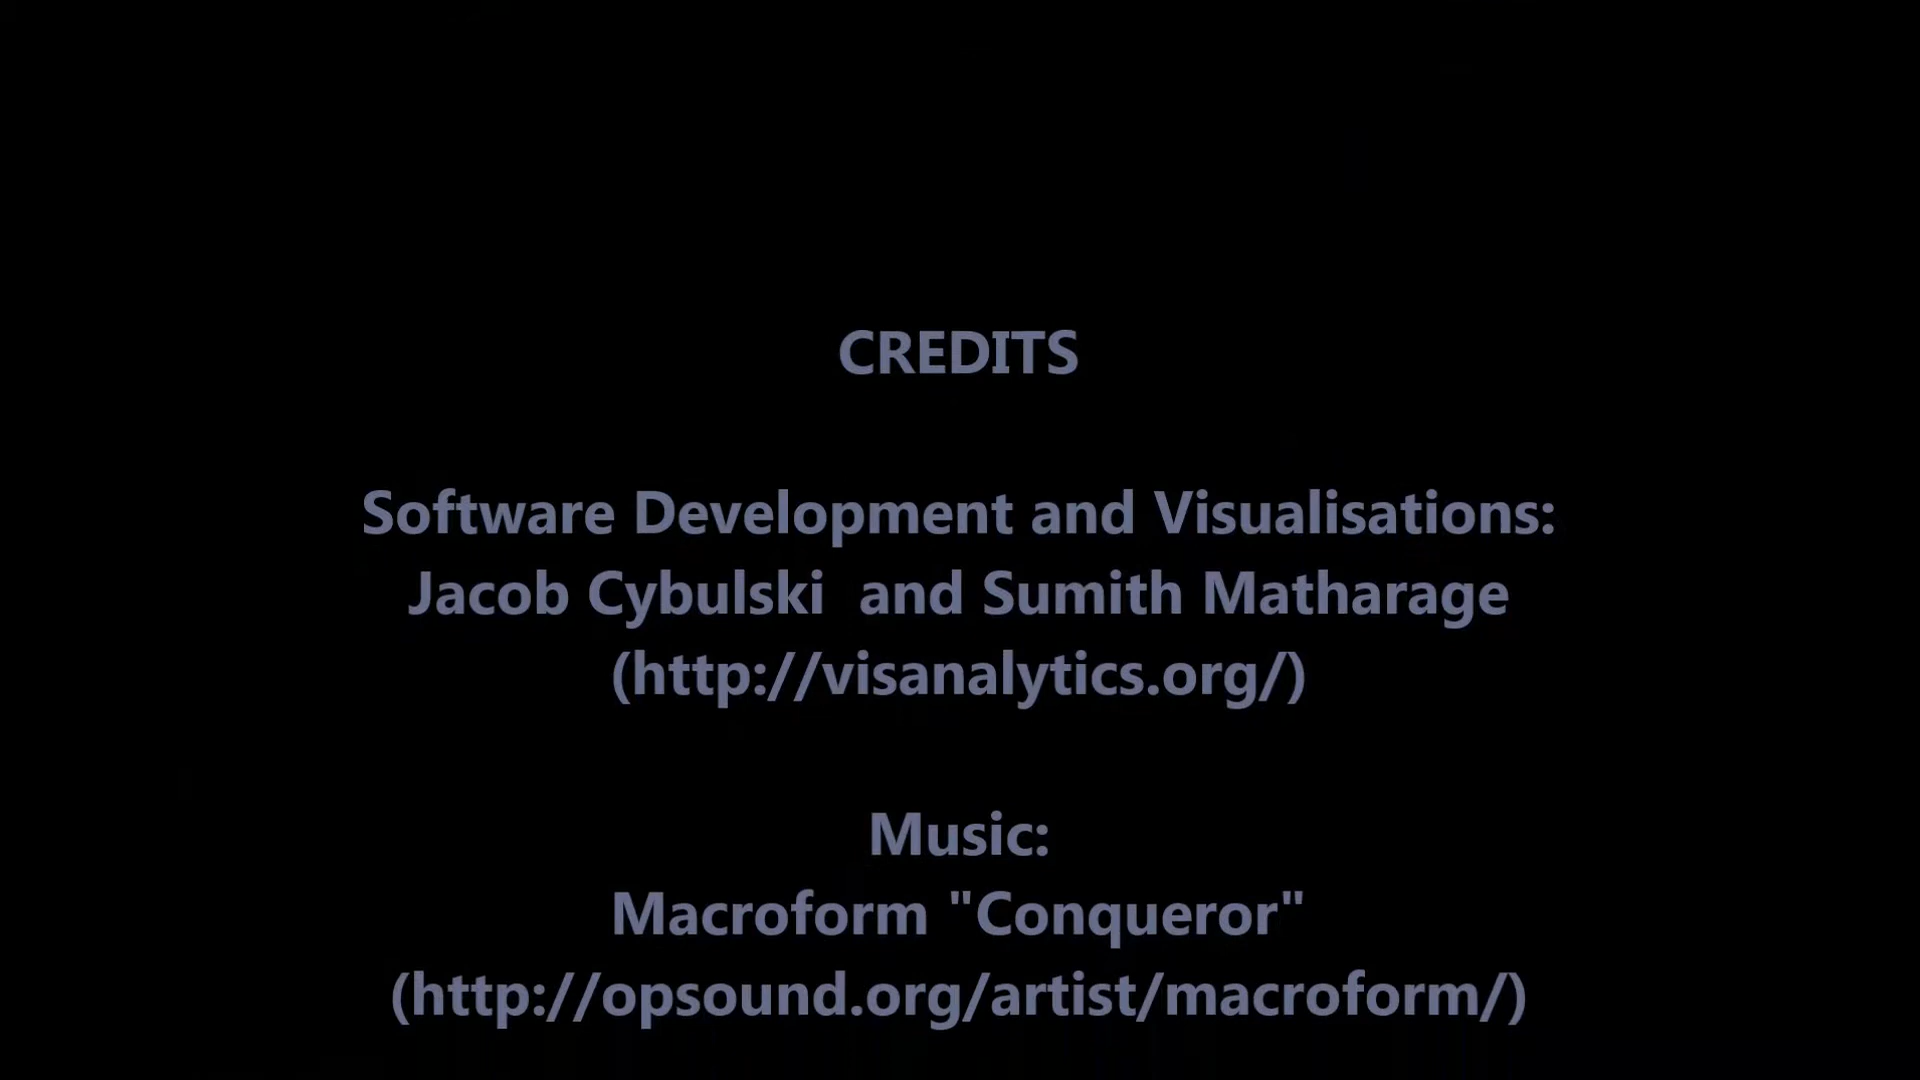 CREDITS
Software Development and Visualisations:
Jacob Cybulski  and Sumith Matharage
(http://visanalytics.org/)
Music:
Macroform "Conqueror"
(http://opsound.org/artist/macroform/)